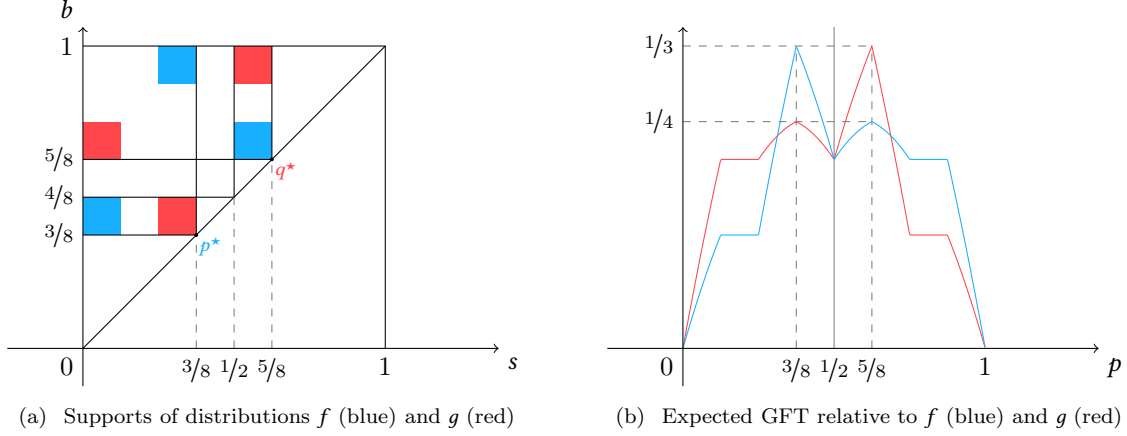 b
1
5/8
4/8
3/8
q★
p★
0
3/8
1/2
5/8
1
s
(a) Supports of distributions f (blue) and g (red)
1/3
1/4
0
3/8
1/2
5/8
1
p
(b) Expected GFT relative to f (blue) and g (red)